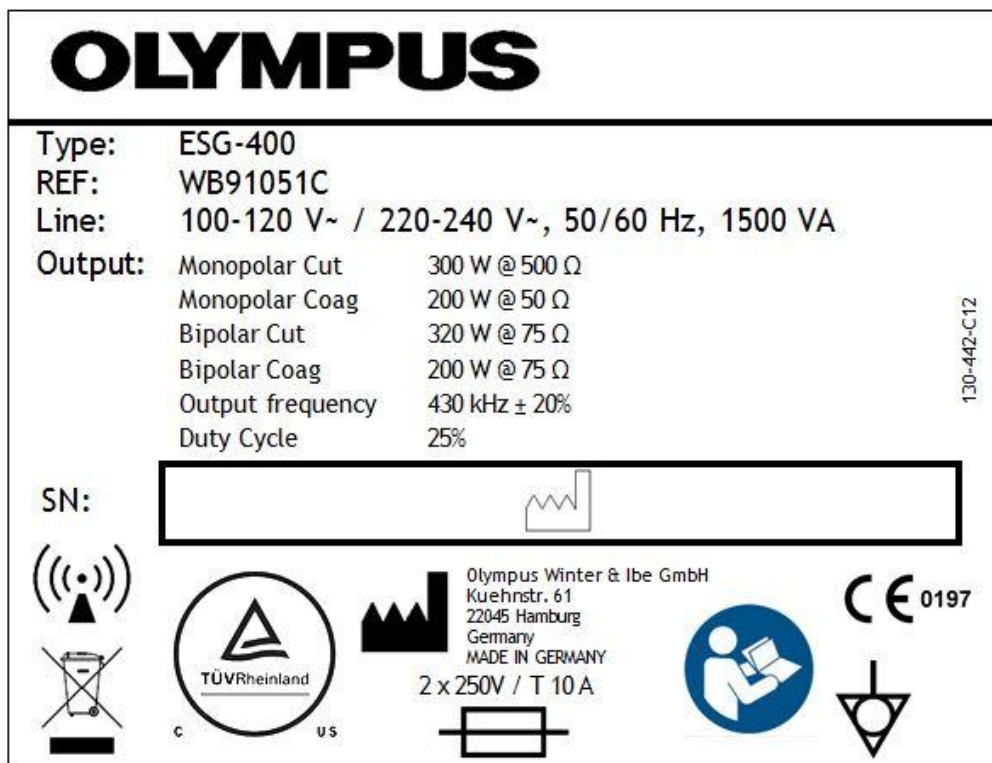 OLYMPUS
Type: ESG-400
REF: WB91051C
Line: 100-120 V~ / 220-240 V~, 50/60 Hz, 1500 VA
Output: Monopolar Cut 300 W @ 500 Ω
Monopolar Coag 200 W @ 50 Ω
Bipolar Cut 320 W @ 75 Ω
Bipolar Coag 200 W @ 75 Ω
Output frequency 430 kHz ± 20%
Duty Cycle 25%
130-442-C12
SN:
TÜVRheinland
C US
Olympus Winter & Ibe GmbH
Kuehnstr. 61
22045 Hamburg
Germany
MADE IN GERMANY
2 x 250V / T 10 A
CE 0197